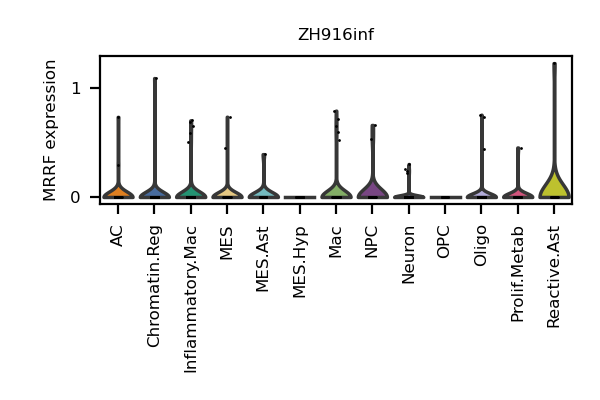 ZH916inf
MRRF expression
1
0
AC
Chromatin.Reg
Inflammatory.Mac
MES
MES.Ast
MES.Hyp
Mac
NPC
Neuron
OPC
Oligo
Prolif.Metab
Reactive.Ast